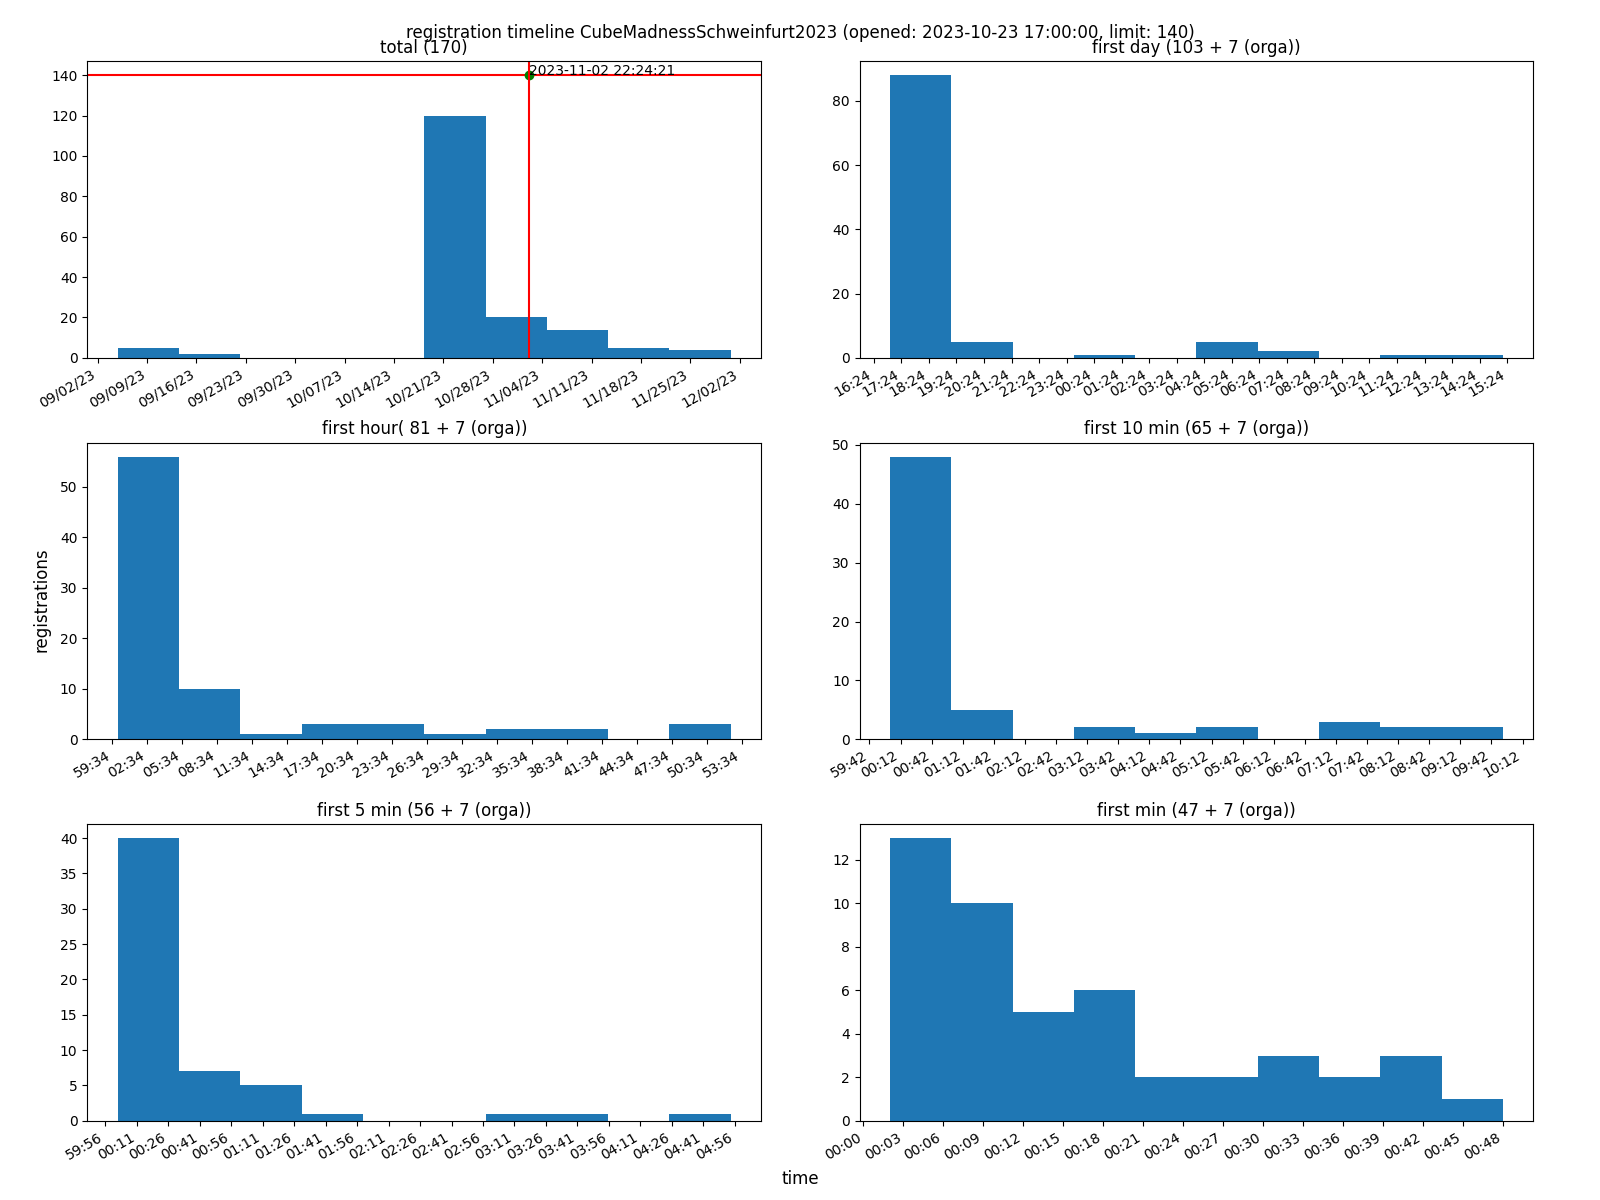 registration timeline CubeMadnessSchweinfurt2023 (opened: 2023-10-23 17:00:00, limit: 140)
total (170)
140
120
100
80
60
40
20
0
2023-11-02 22:24:21
09/02/23 09/09/23 09/16/23 09/23/23 09/30/23 10/07/23 10/14/23 10/21/23 10/28/23 11/04/23 11/11/23 11/18/23 11/25/23 12/02/23
first day (103 + 7 (orga))
80
60
40
20
0
16:24 17:24 18:24 19:24 20:24 21:24 22:24 23:24 00:24 01:24 02:24 03:24 04:24 05:24 06:24 07:24 08:24 09:24 10:24 11:24 12:24 13:24 14:24 15:24
registrations
first hour( 81 + 7 (orga))
50
40
30
20
10
0
59:34 02:34 05:34 08:34 11:34 14:34 17:34 20:34 23:34 26:34 29:34 32:34 35:34 38:34 41:34 44:34 47:34 50:34 53:34
first 10 min (65 + 7 (orga))
50
40
30
20
10
0
59:42 00:12 00:42 01:12 01:42 02:12 02:42 03:12 03:42 04:12 04:42 05:12 05:42 06:12 06:42 07:12 07:42 08:12 08:42 09:12 09:42 10:12
first 5 min (56 + 7 (orga))
40
35
30
25
20
15
10
5
0
59:56 00:11 00:26 00:41 00:56 01:11 01:26 01:41 01:56 02:11 02:26 02:41 02:56 03:11 03:26 03:41 03:56 04:11 04:26 04:41 04:56
first min (47 + 7 (orga))
12
10
8
6
4
2
0
00:00 00:03 00:06 00:09 00:12 00:15 00:18 00:21 00:24 00:27 00:30 00:33 00:36 00:39 00:42 00:45 00:48
time